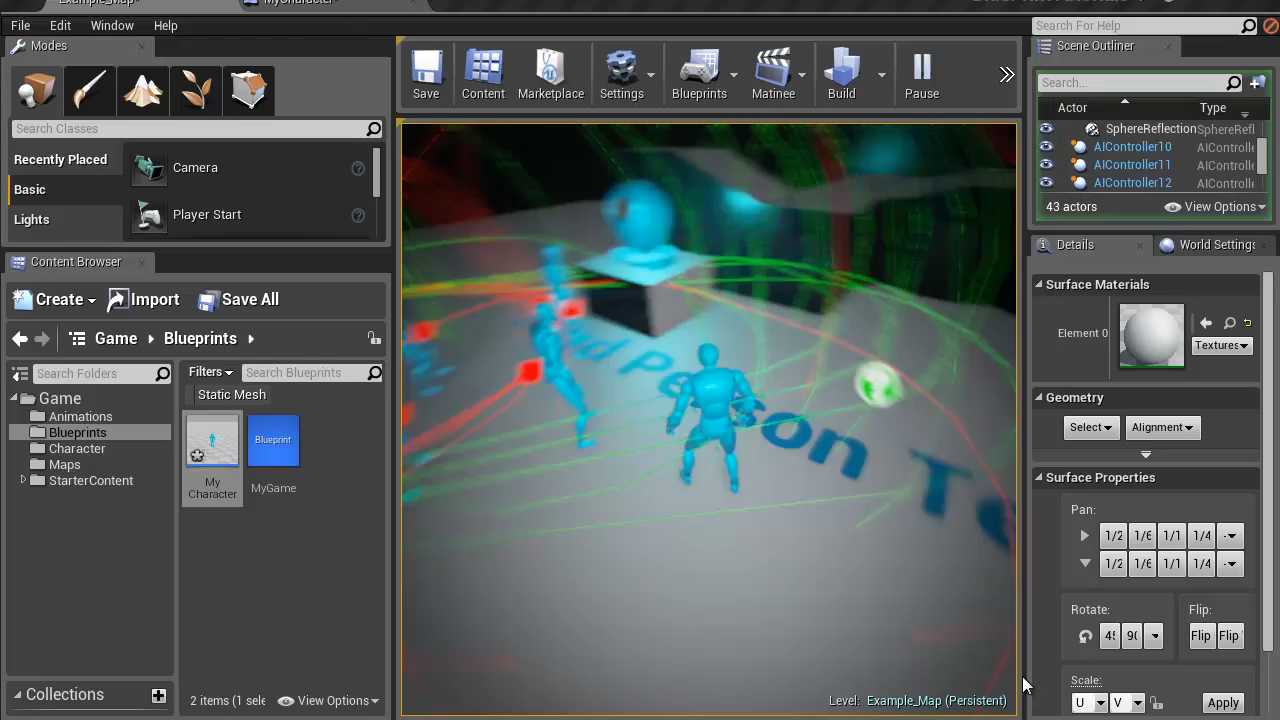 MyCharacter
File Edit Window Help
Search For Help
Modes
Search Classes
Recently Placed
Basic
Lights
Camera
Player Start
Content Browser
Create Import Save All
Game Blueprints
Search Folders
Game
Animations
Blueprints
Character
Maps
StarterContent
Filters Search Blueprints
Static Mesh
My
Character
Blueprint
MyGame
Collections
2 items (1 sele View Options
Save Content Marketplace Settings Blueprints Matinee Build Pause
Level: Example_Map (Persistent)
Scene Outliner
Search...
Actor Type
SphereReflection SphereRefl
AIController10 AIControlle
AIController11 AIControlle
AIController12 AIControlle
43 actors View Options
Details World Settings
Surface Materials
Element 0 Textures
Geometry
Select Alignment
Surface Properties
Pan:
1/2 1/6 1/1 1/4
1/2 1/6 1/1 1/4
Rotate: Flip:
45 90 Flip Flip
Scale:
U V Apply